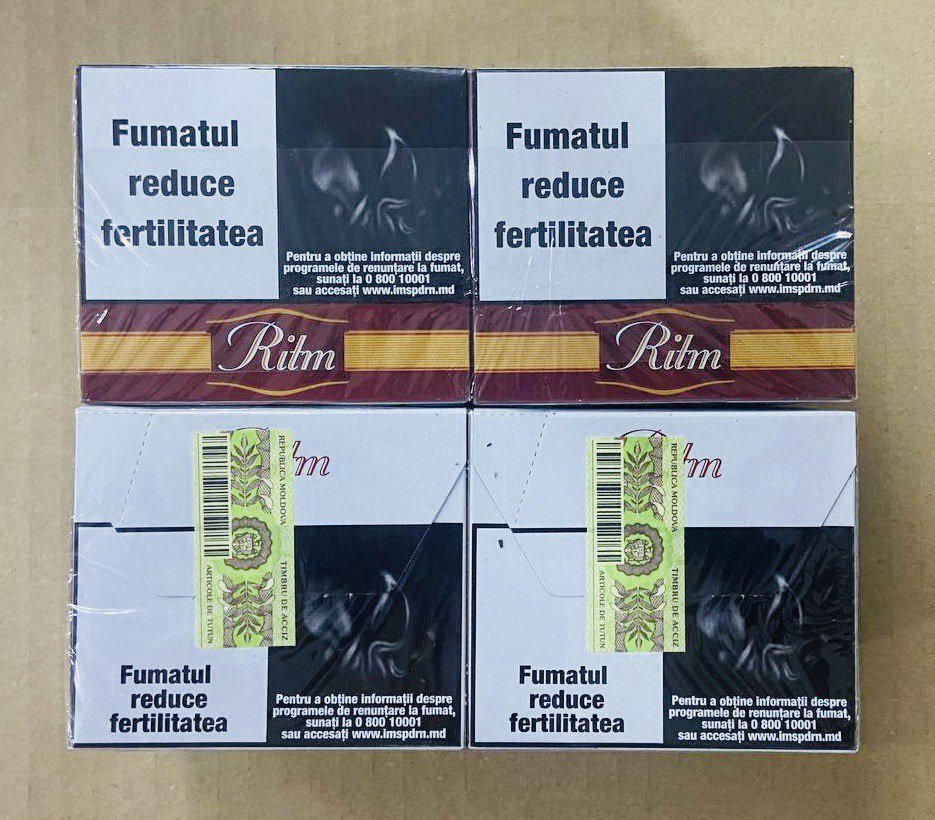 Fumatul
reduce
fertilitatea
Pentru a obține informații despre
programele de renunțare la fumat,
sunați la 0 800 10001
sau accesați www.imspdrn.md
Ritm
Fumatul
reduce
fertilitatea
Pentru a obține informații despre
programele de renunțare la fumat,
sunați la 0 800 10001
sau accesați www.imspdrn.md
Ritm
REPUBLICA MOLDOVA
TIMBRU DE ACCIZ
ARTICOLE DE TUTUN
Fumatul
reduce
fertilitatea
Pentru a obține informații despre
programele de renunțare la fumat,
sunați la 0 800 10001
sau accesați www.imspdrn.md
REPUBLICA MOLDOVA
TIMBRU DE ACCIZ
ARTICOLE DE TUTUN
Fumatul
reduce
fertilitatea
Pentru a obține informații despre
programele de renunțare la fumat,
sunați la 0 800 10001
sau accesați www.imspdrn.md